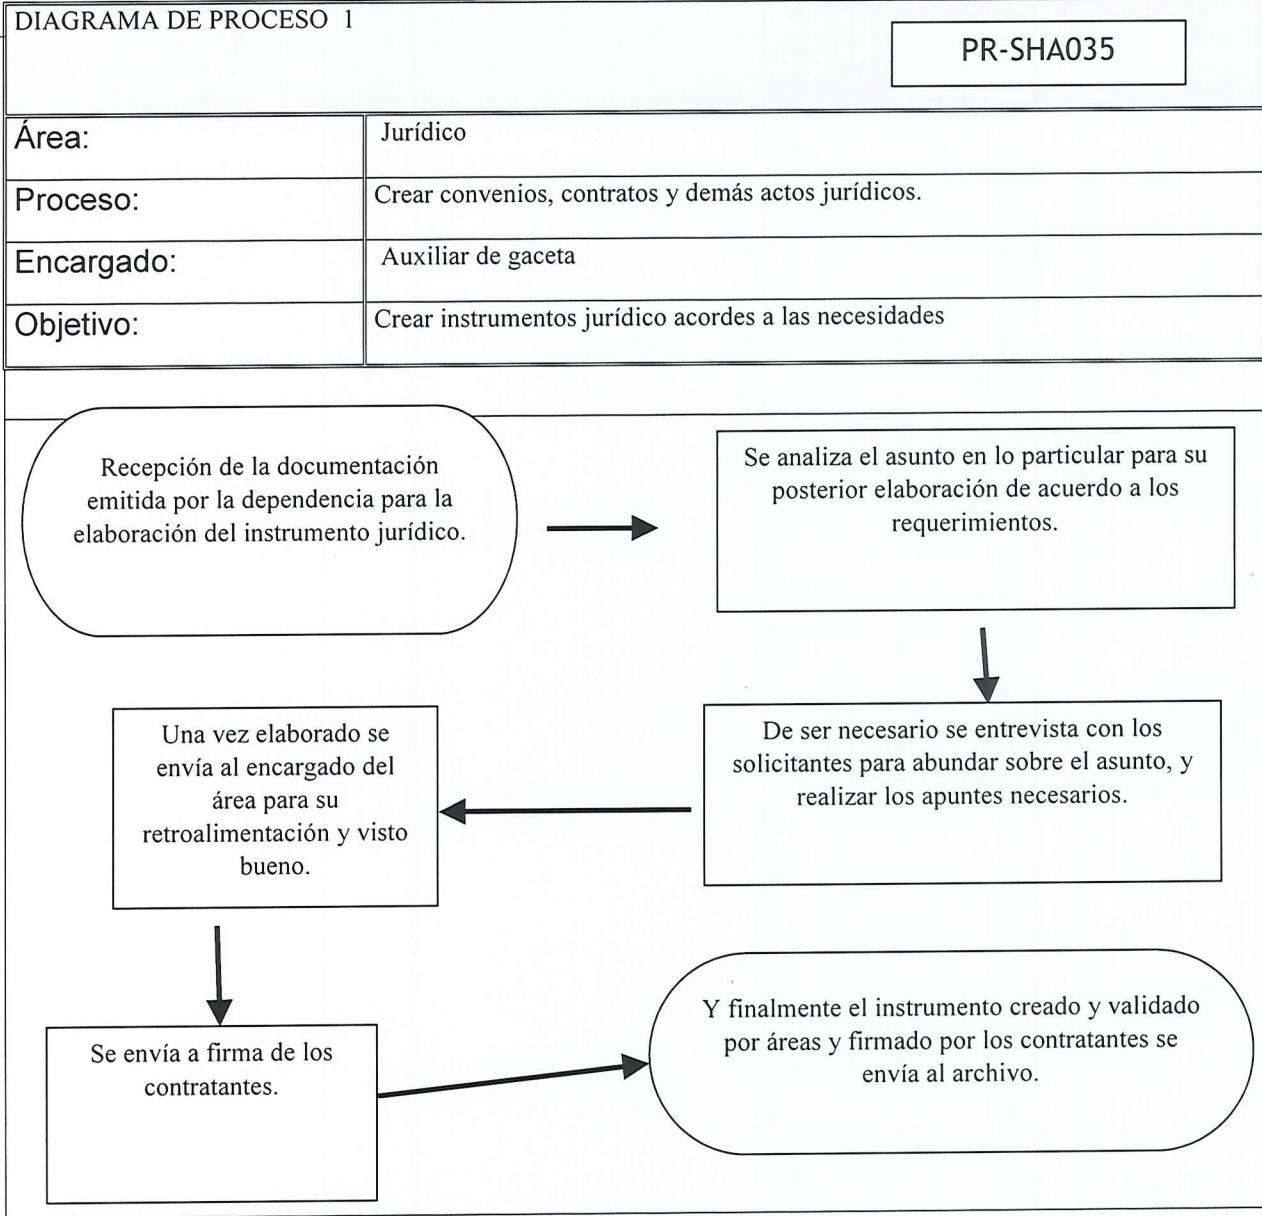 DIAGRAMA DE PROCESO 1
PR-SHA035
Área:
Jurídico
Proceso:
Crear convenios, contratos y demás actos jurídicos.
Encargado:
Auxiliar de gaceta
Objetivo:
Crear instrumentos jurídico acordes a las necesidades
Recepción de la documentación
emitida por la dependencia para la
elaboración del instrumento jurídico.
Se analiza el asunto en lo particular para su
posterior elaboración de acuerdo a los
requerimientos.
De ser necesario se entrevista con los
solicitantes para abundar sobre el asunto, y
realizar los apuntes necesarios.
Una vez elaborado se
envía al encargado del
área para su
retroalimentación y visto
bueno.
Se envía a firma de los
contratantes.
Y finalmente el instrumento creado y validado
por áreas y firmado por los contratantes se
envía al archivo.